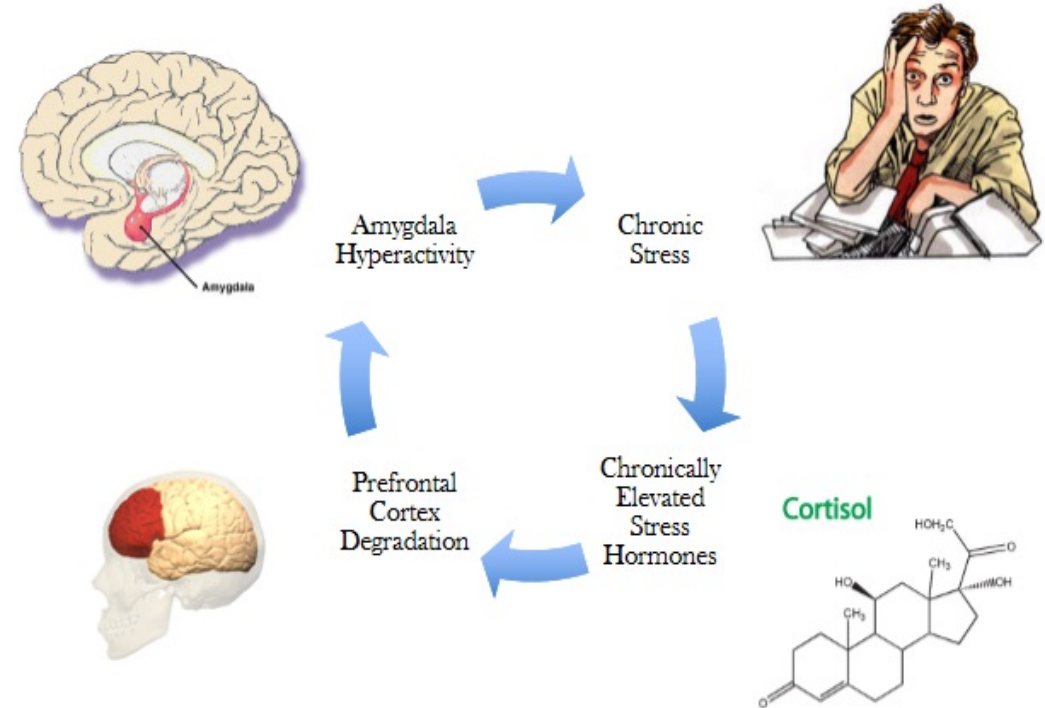 Amygdala
Amygdala
Hyperactivity
Chronic
Stress
Chronically
Elevated
Stress
Hormones
Prefrontal
Cortex
Degradation
Cortisol
HOH₂C
O
CH₃
HO
OH
CH₃
O